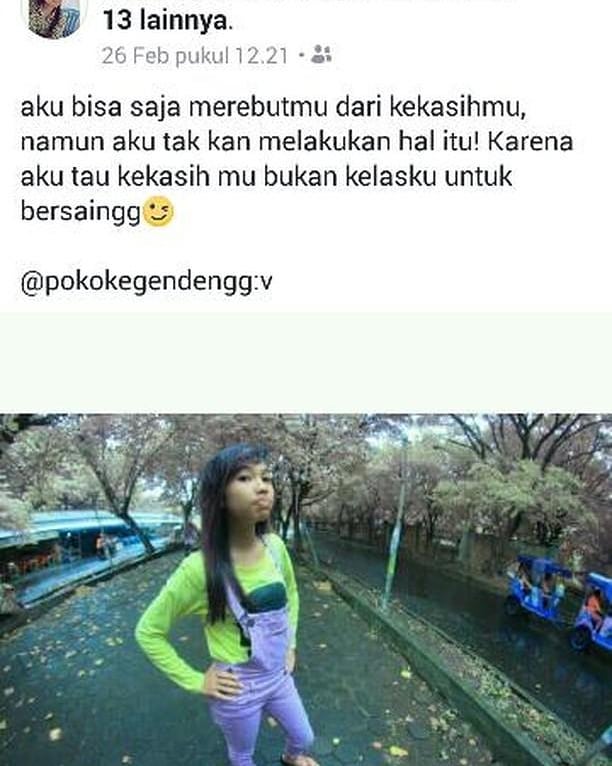 13 lainnya.
26 Feb pukul 12.21 •
aku bisa saja merebutmu dari kekasihmu,
namun aku tak kan melakukan hal itu! Karena
aku tau kekasih mu bukan kelasku untuk
bersaingg😉
@pokokegendengg:v